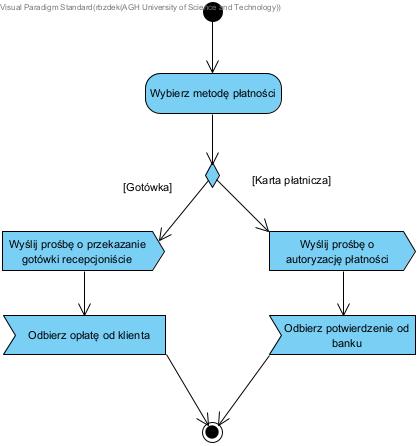 Visual Paradigm Standard(rbzdek(AGH University of Science and Technology))
Wybierz metodę płatności
[Gotówka]
[Karta płatnicza]
Wyślij prośbę o przekazanie
gotówki recepcjoniście
Wyślij prośbę o
autoryzację płatności
Odbierz opłatę od klienta
Odbierz potwierdzenie od
banku